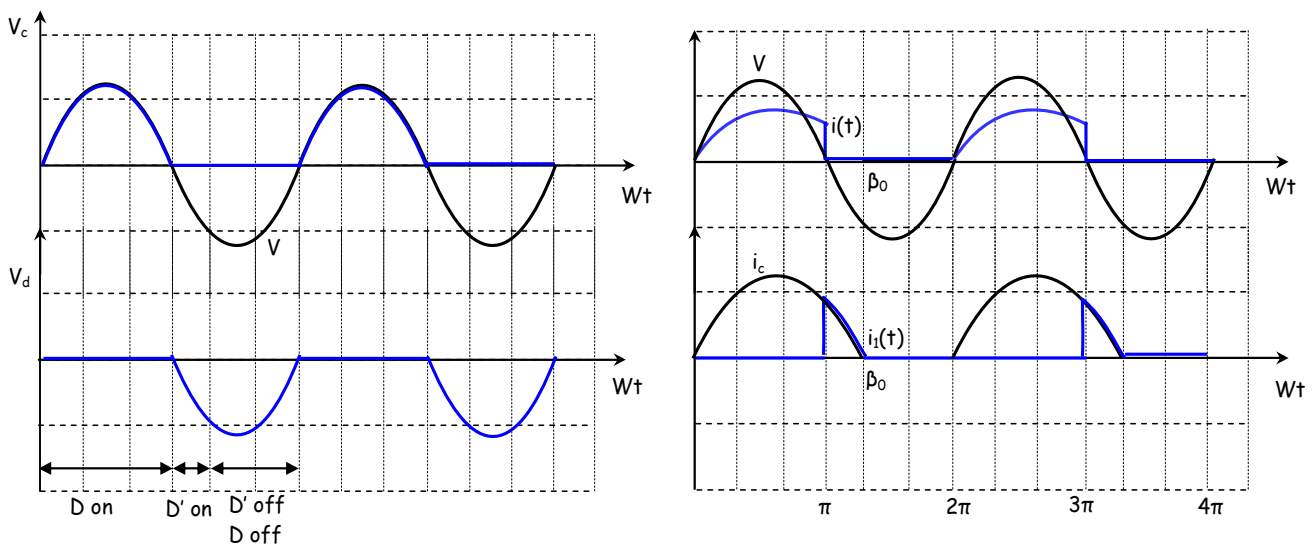 Vc
V
Wt
Vd
Wt
D on
D' on
D' off
D off
V
i(t)
β0
Wt
ic
i1(t)
β0
Wt
π
2π
3π
4π